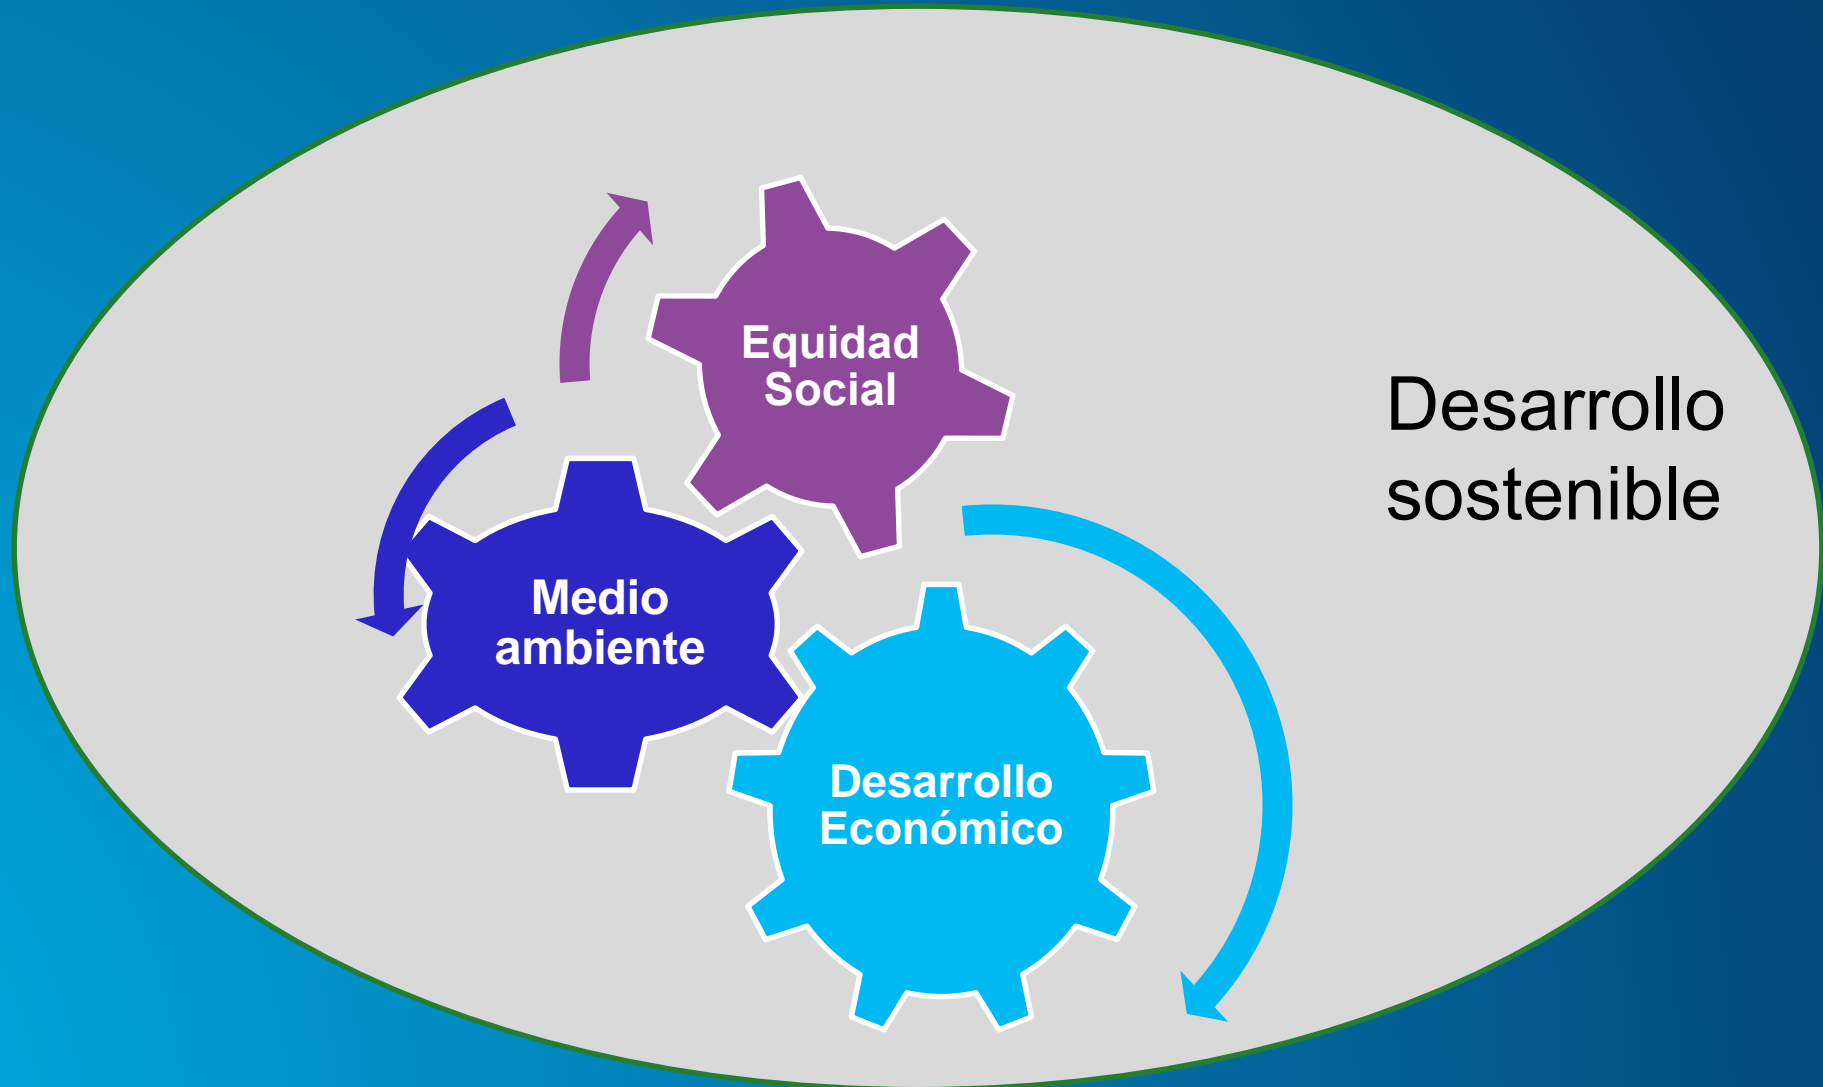 Equidad
Social
Desarrollo
sostenible
Medio
ambiente
Desarrollo
Económico